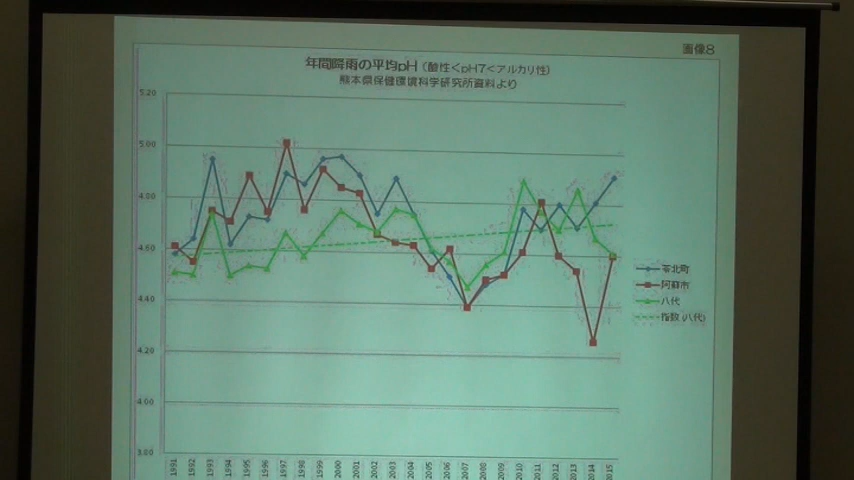 画像8
年間降雨の平均pH（酸性<pH7<アルカリ性）
熊本県保健環境科学研究所資料より
5.20
5.00
4.80
4.60
4.40
4.20
4.00
3.80
苓北町
阿蘇市
八代
指数(八代)
1991 1992 1993 1994 1995 1996 1997 1998 1999 2000 2001 2002 2003 2004 2005 2006 2007 2008 2009 2010 2011 2012 2013 2014 2015